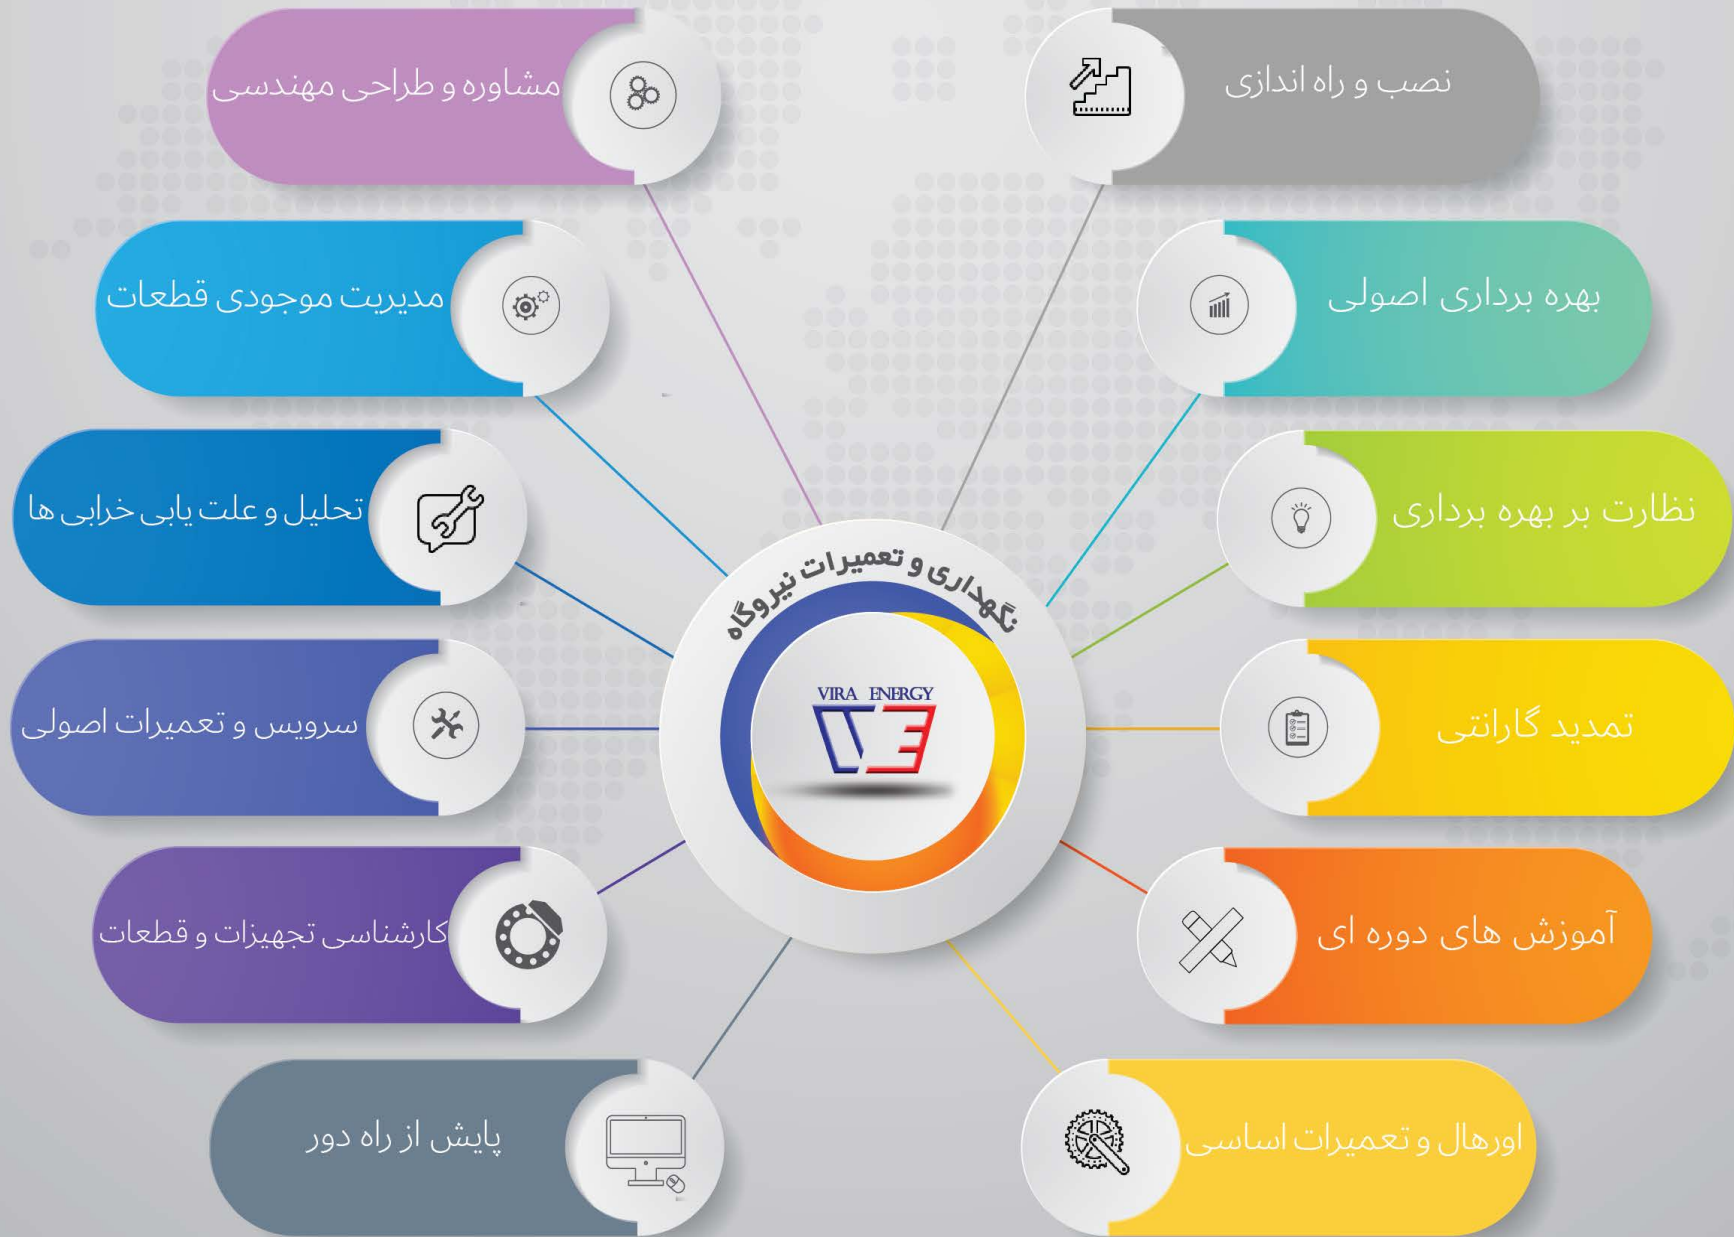 نصب و راه اندازی
مشاوره و طراحی مهندسی
بهره برداری اصولی
مدیریت موجودی قطعات
نظارت بر بهره برداری
تحلیل و علت یابی خرابی ها
نگهداری و تعمیرات نیروگاه
VIRA ENERGY
VE
تمدید گارانتی
سرویس و تعمیرات اصولی
آموزش های دوره ای
کارشناسی تجهیزات و قطعات
اورهال و تعمیرات اساسی
پایش از راه دور